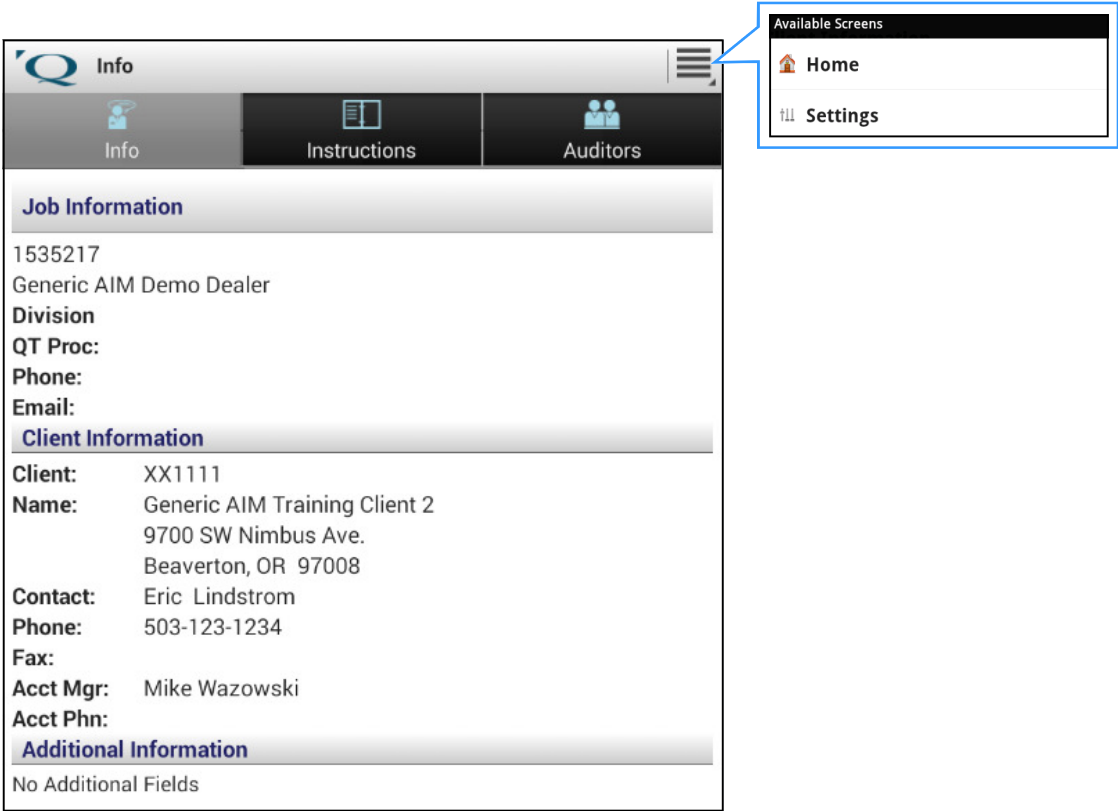 Available Screens
Home
Settings
Q Info
Info
Instructions
Auditors
Job Information
1535217
Generic AIM Demo Dealer
Division
QT Proc:
Phone:
Email:
Client Information
Client: XX1111
Name: Generic AIM Training Client 2
9700 SW Nimbus Ave.
Beaverton, OR 97008
Contact: Eric Lindstrom
Phone: 503-123-1234
Fax:
Acct Mgr: Mike Wazowski
Acct Phn:
Additional Information
No Additional Fields